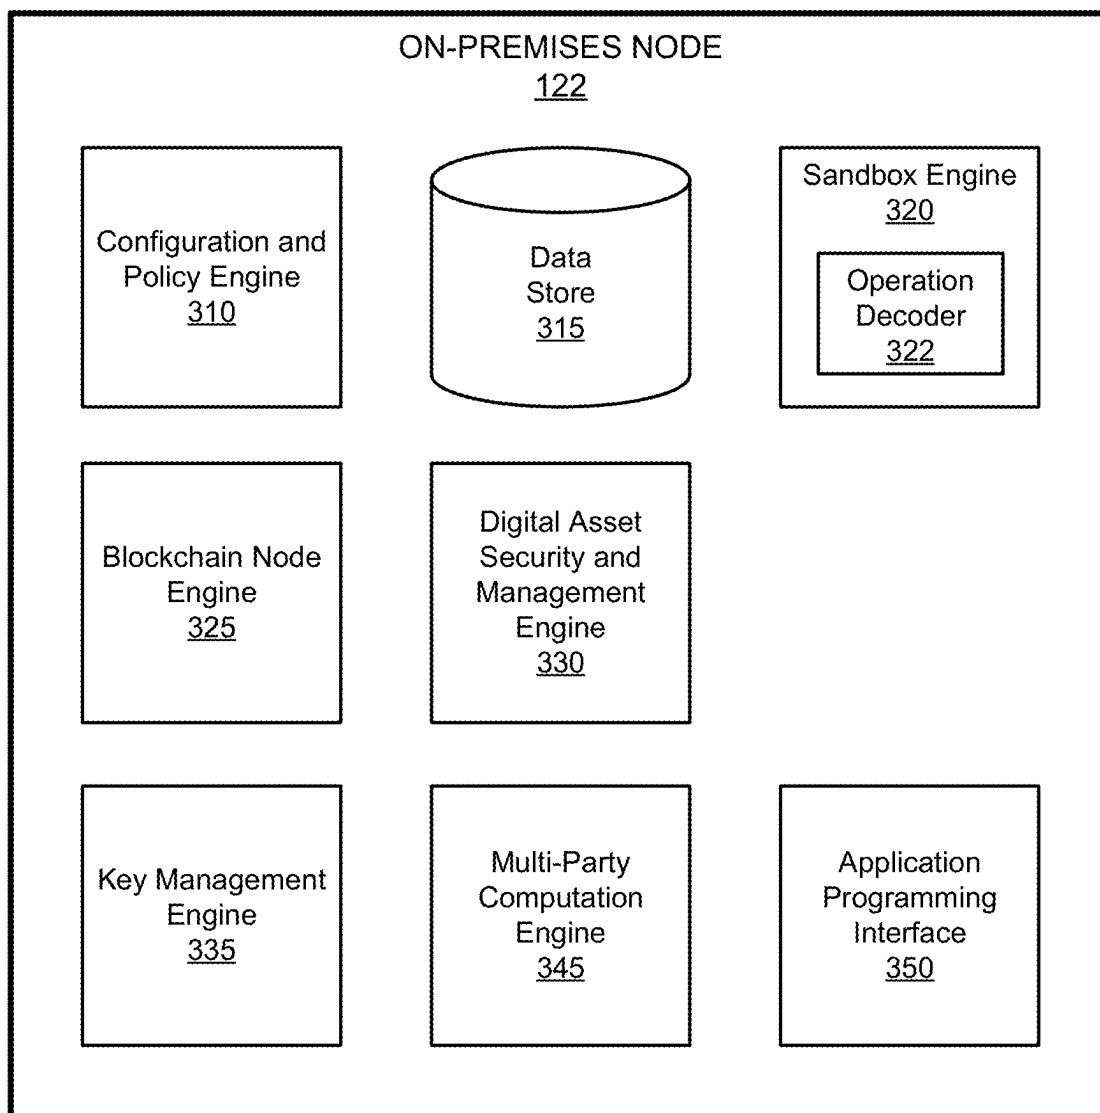 ON-PREMISES NODE
122
Configuration and
Policy Engine
310
Data
Store
315
Sandbox Engine
320
Operation
Decoder
322
Blockchain Node
Engine
325
Digital Asset
Security and
Management
Engine
330
Key Management
Engine
335
Multi-Party
Computation
Engine
345
Application
Programming
Interface
350